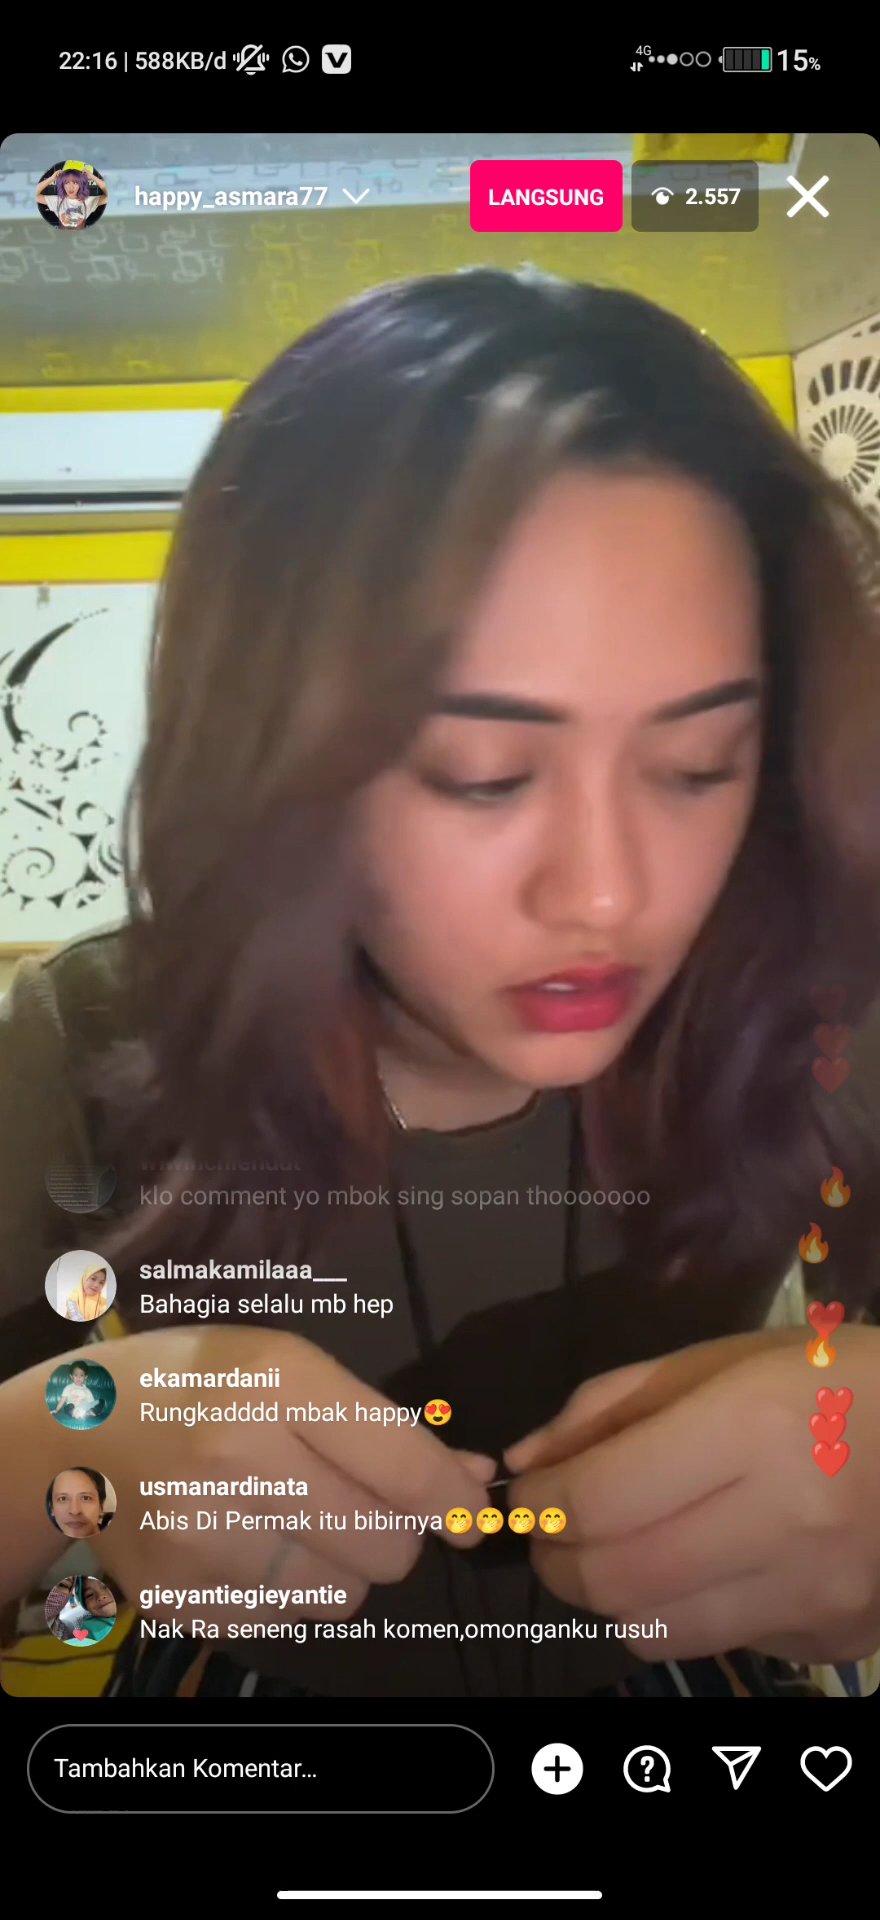 22:16 | 588KB/d
4G
15%
happy_asmara77
LANGSUNG
2.557
klo comment yo mbok sing sopan thooooooo
salmakamilaaa___
Bahagia selalu mb hep
ekamardanii
Rungkadddd mbak happy😍
usmanardinata
Abis Di Permak itu bibirnya🤭🤭🤭🤭
gieyantiegieyantie
Nak Ra seneng rasah komen,omonganku rusuh
Tambahkan Komentar...